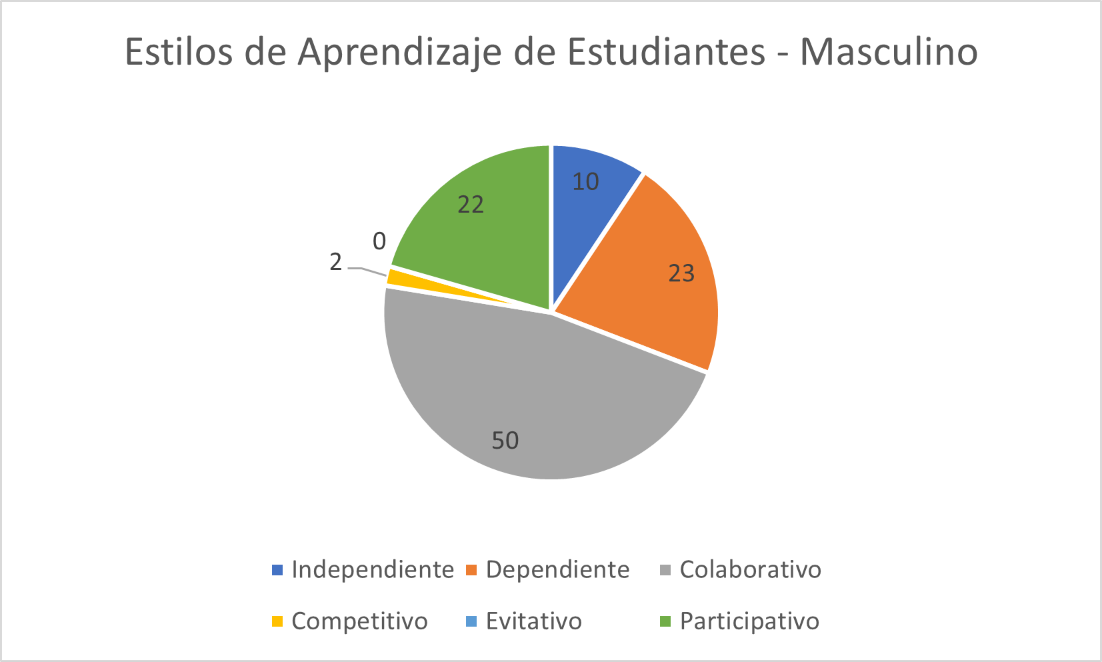 Estilos de Aprendizaje de Estudiantes - Masculino
10
22
0
2
23
50
Independiente Dependiente Colaborativo
Competitivo Evitativo Participativo